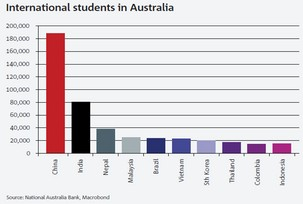 International students in Australia
200,000
180,000
160,000
140,000
120,000
100,000
80,000
60,000
40,000
20,000
0
China
India
Nepal
Malaysia
Brazil
Vietnam
Sth Korea
Thailand
Colombia
Indonesia
Source: National Australia Bank, Macrobond